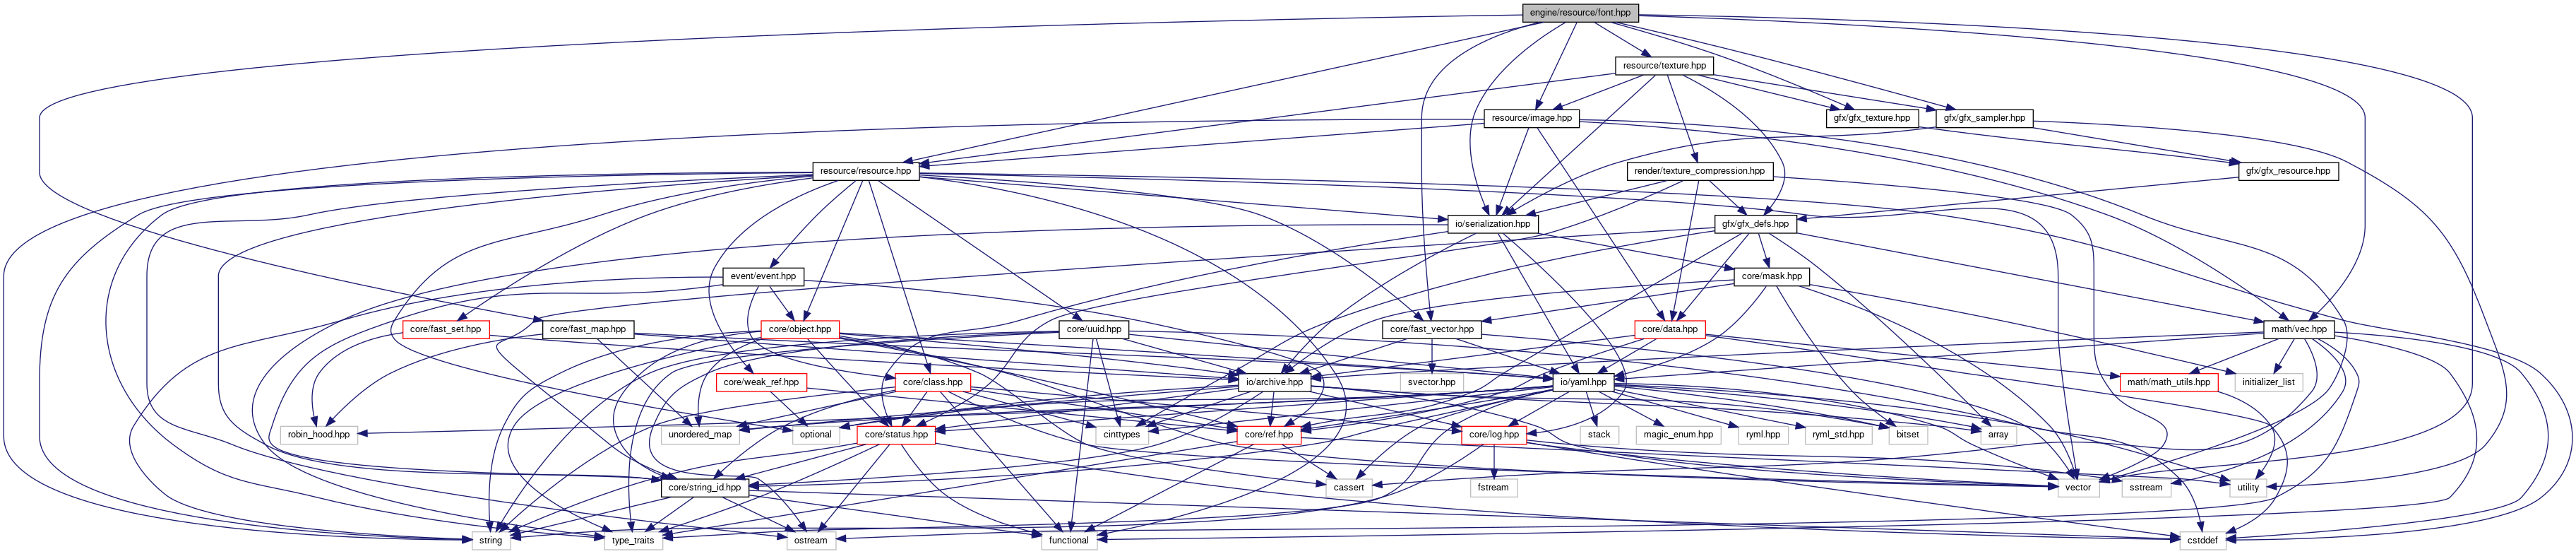 engine/resource/font.hpp
resource/texture.hpp
resource/image.hpp
gfx/gfx_texture.hpp
gfx/gfx_sampler.hpp
resource/resource.hpp
render/texture_compression.hpp
gfx/gfx_resource.hpp
io/serialization.hpp
gfx/gfx_defs.hpp
event/event.hpp
core/mask.hpp
core/fast_set.hpp
core/fast_map.hpp
core/object.hpp
core/uuid.hpp
core/fast_vector.hpp
core/data.hpp
math/vec.hpp
core/weak_ref.hpp
core/class.hpp
io/archive.hpp
svector.hpp
io/yaml.hpp
math/math_utils.hpp
initializer_list
robin_hood.hpp
unordered_map
optional
core/status.hpp
cinttypes
core/ref.hpp
core/log.hpp
stack
magic_enum.hpp
ryml.hpp
ryml_std.hpp
bitset
array
core/string_id.hpp
cassert
fstream
vector
sstream
utility
string
type_traits
ostream
functional
cstddef